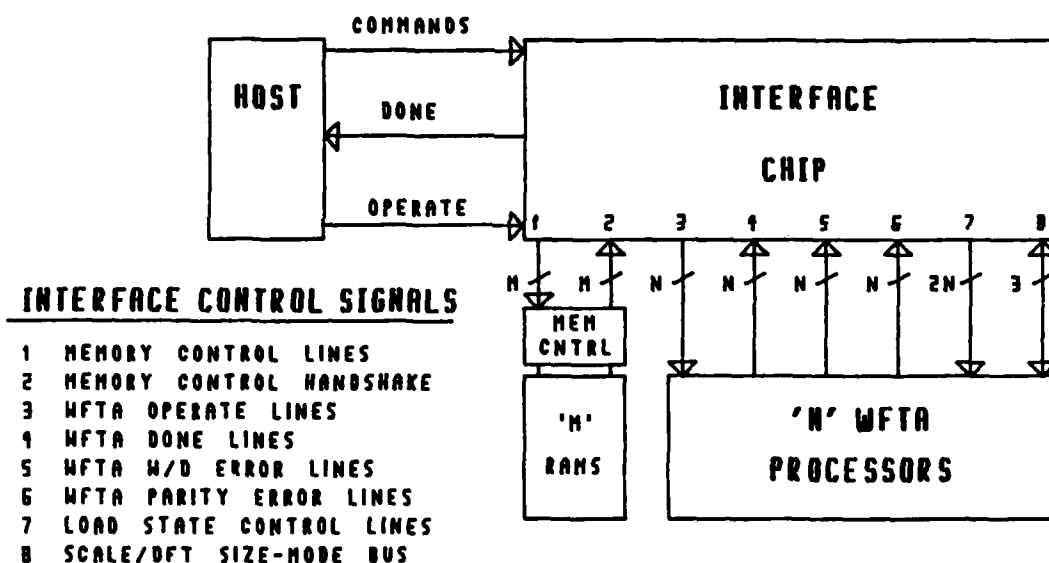 COMMANDS
HOST
DONE
INTERFACE
CHIP
OPERATE
1 2 3 4 5 6 7 8
M M N N N N 2N 3
INTERFACE CONTROL SIGNALS
MEM
CNTRL
1 MEMORY CONTROL LINES
2 MEMORY CONTROL HANDSHAKE
3 WFTA OPERATE LINES
4 WFTA DONE LINES
5 WFTA W/D ERROR LINES
6 WFTA PARITY ERROR LINES
7 LOAD STATE CONTROL LINES
8 SCALE/DFT SIZE-MODE BUS
'M'
RAMS
'N' WFTA
PROCESSORS